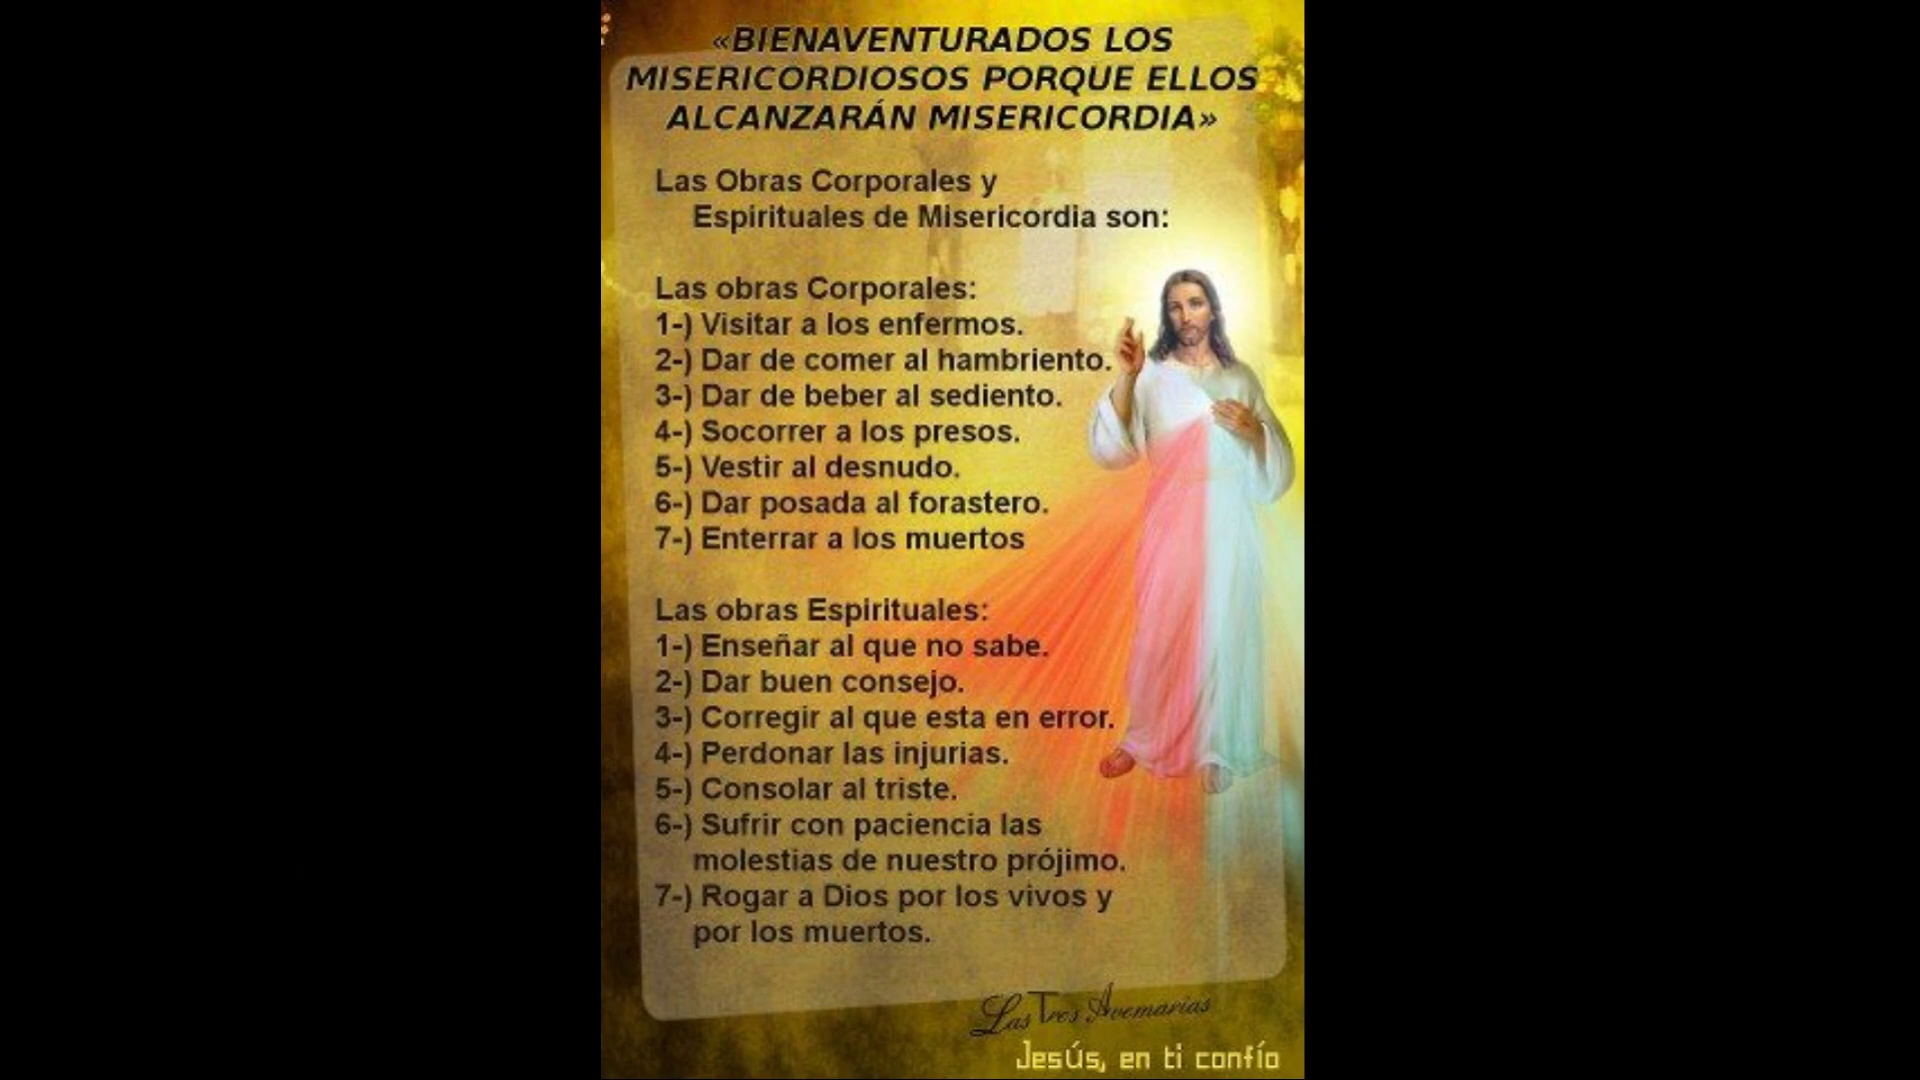 «BIENAVENTURADOS LOS
MISERICORDIOSOS PORQUE ELLOS
ALCANZARÁN MISERICORDIA»
Las Obras Corporales y
Espirituales de Misericordia son:
Las obras Corporales:
1-) Visitar a los enfermos.
2-) Dar de comer al hambriento.
3-) Dar de beber al sediento.
4-) Socorrer a los presos.
5-) Vestir al desnudo.
6-) Dar posada al forastero.
7-) Enterrar a los muertos
Las obras Espirituales:
1-) Enseñar al que no sabe.
2-) Dar buen consejo.
3-) Corregir al que esta en error.
4-) Perdonar las injurias.
5-) Consolar al triste.
6-) Sufrir con paciencia las
molestias de nuestro prójimo.
7-) Rogar a Dios por los vivos y
por los muertos.
Las Tres Avemarías
Jesús, en ti confío